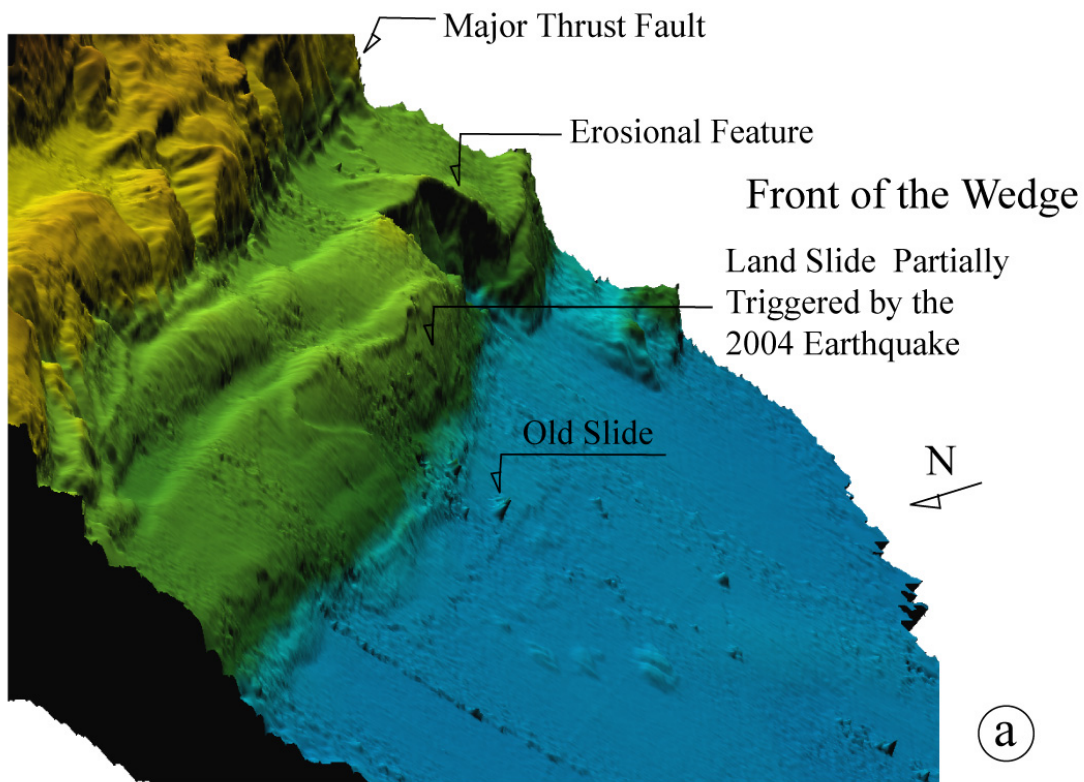 Major Thrust Fault
Erosional Feature
Front of the Wedge
Land Slide Partially
Triggered by the
2004 Earthquake
Old Slide
N
a